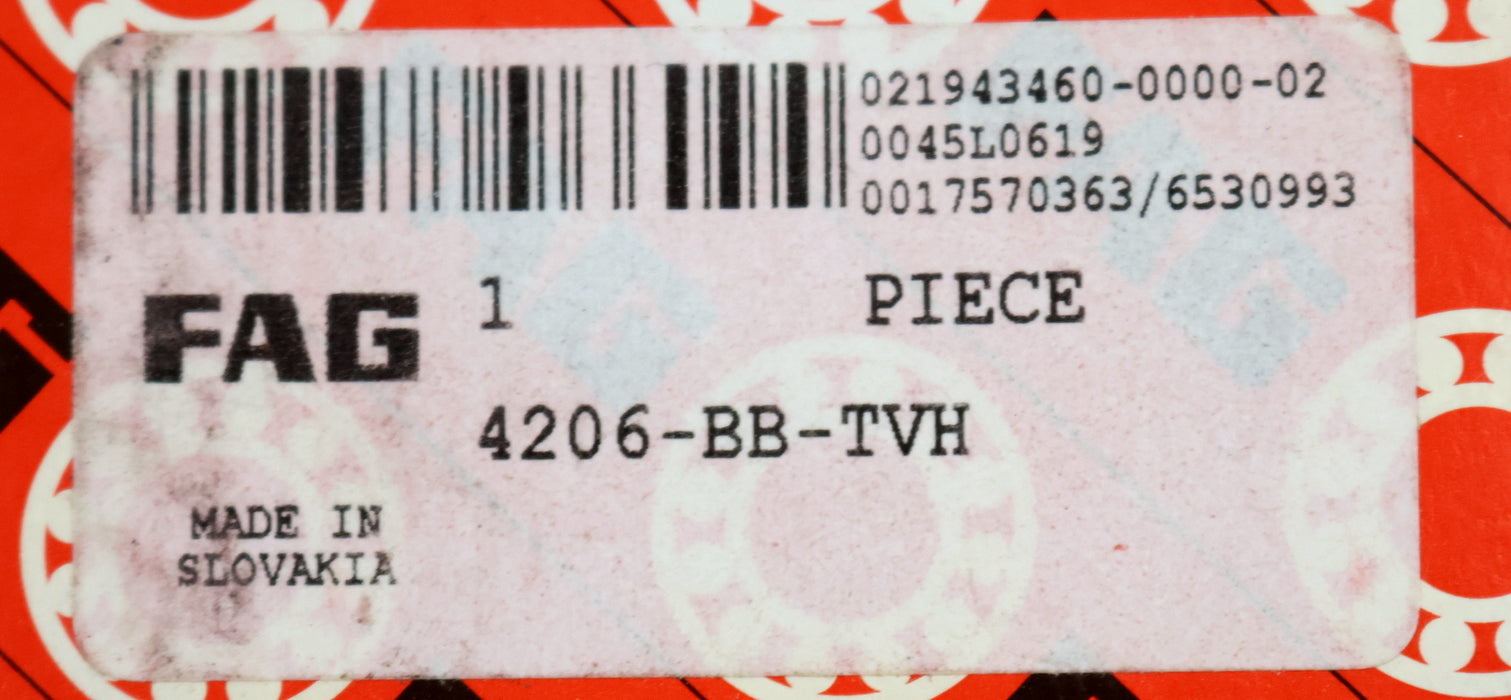 021943460-0000-02
0045L0619
0017570363/6530993
FAG 1 PIECE
4206-BB-TVH
MADE IN
SLOVAKIA